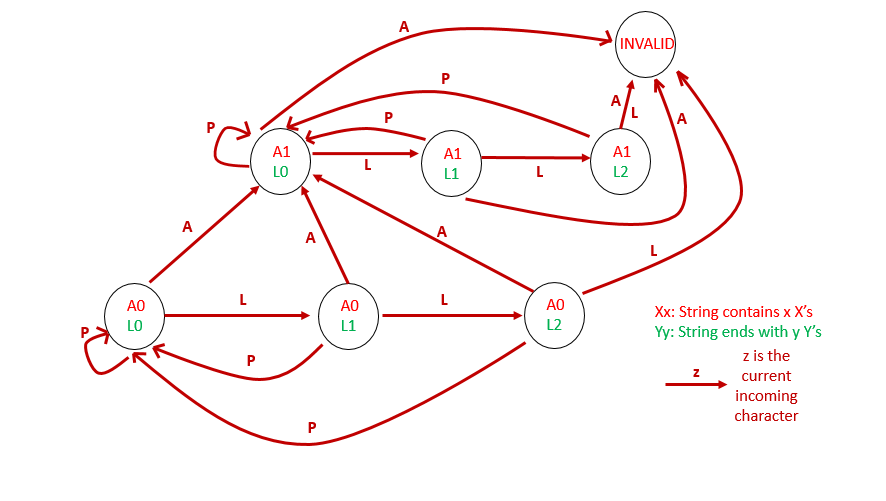 A
INVALID
P
A
L
A
P
P
A1
L0
L
A1
L1
L
A1
L2
A
A
A
L
A0
L0
L
A0
L1
L
A0
L2
P
P
P
Xx: String contains x X's
Yy: String ends with y Y's
z
z is the
current
incoming
character